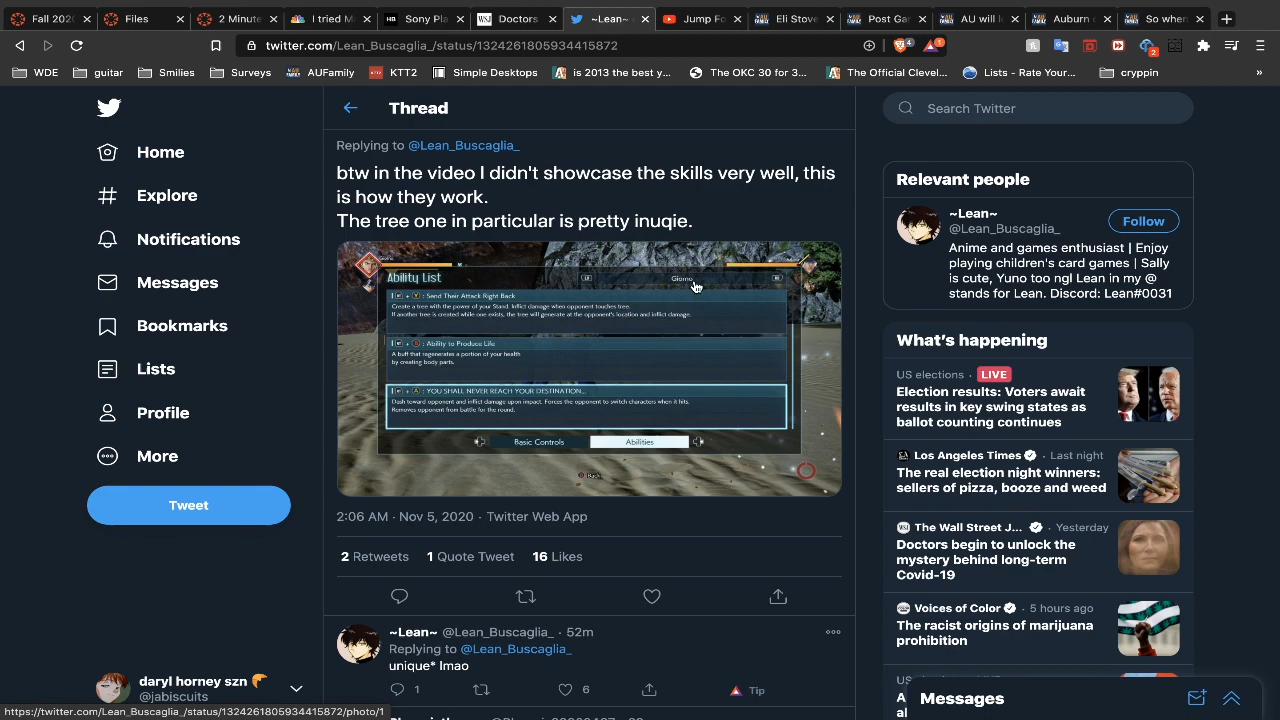 Fall 202
Files
2 Minute
I tried M
Sony Pla
Doctors
~Lean~
Jump Fo
Eli Stove
Post Gar
AU will l
Auburn
So when
twitter.com/Lean_Buscaglia_/status/1324261805934415872
4
1
2
WDE
guitar
Smilies
Surveys
AUFamily
KTT2
Simple Desktops
is 2013 the best y...
The OKC 30 for 3...
The Official Clevel...
Lists - Rate Your...
cryppin
»
Home
Explore
Notifications
Messages
Bookmarks
Lists
Profile
More
Tweet
daryl horney szn
@jabiscuits
https://twitter.com/Lean_Buscaglia_/status/1324261805934415872/photo/1
Thread
Replying to @Lean_Buscaglia_
btw in the video I didn't showcase the skills very well, this
is how they work.
The tree one in particular is pretty inuqie.
Ability List
Giorno
+ Y : Send Their Attack Right Back
Create a tree with the power of your Stand. Inflict damage when opponent touches tree.
If another tree is created while one exists, the tree will generate at the opponent's location and inflict damage.
+ B : Ability to Produce Life
A buff that regenerates a portion of your health
by creating body parts.
+ A : YOU SHALL NEVER REACH YOUR DESTINATION...
Dash toward opponent and inflict damage upon impact. Forces the opponent to switch characters when it hits.
Removes opponent from battle for the round.
Basic Controls
Abilities
Back
2:06 AM · Nov 5, 2020 · Twitter Web App
2 Retweets 1 Quote Tweet 16 Likes
~Lean~ @Lean_Buscaglia_ · 52m
Replying to @Lean_Buscaglia_
unique* lmao
1
6
Tip
Search Twitter
Relevant people
~Lean~
@Lean_Buscaglia_
Follow
Anime and games enthusiast | Enjoy
playing children's card games | Sally
is cute, Yuno too ngl Lean in my @
stands for Lean. Discord: Lean#0031
What's happening
US elections · LIVE
Election results: Voters await
results in key swing states as
ballot counting continues
Los Angeles Times · Last night
The real election night winners:
sellers of pizza, booze and weed
The Wall Street J... · Yesterday
Doctors begin to unlock the
mystery behind long-term
Covid-19
Voices of Color · 5 hours ago
The racist origins of marijuana
prohibition
Messages